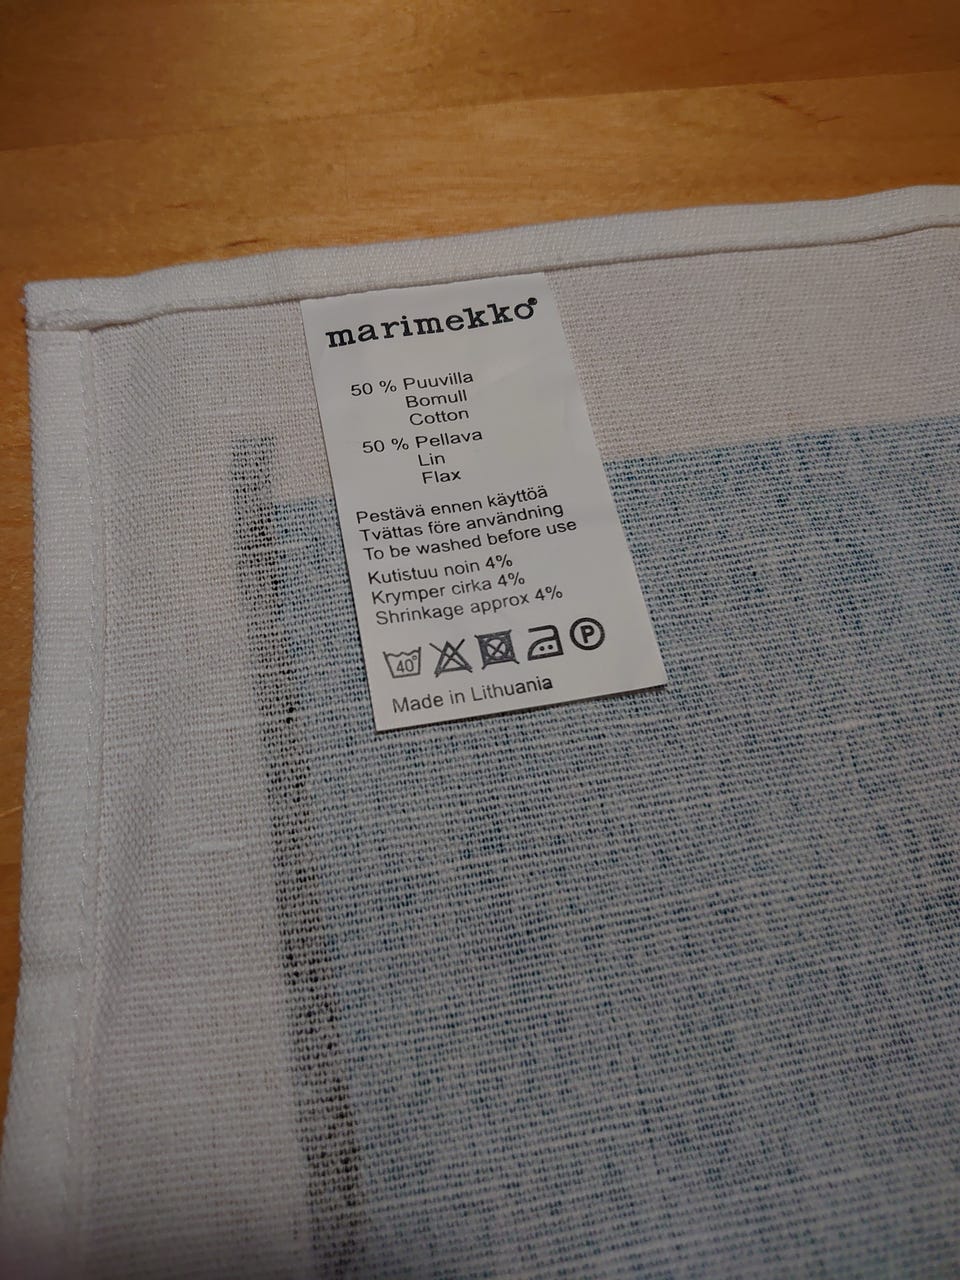 marimekko®
50 % Puuvilla
Bomull
Cotton
50 % Pellava
Lin
Flax
Pestävä ennen käyttöä
Tvättas före användning
To be washed before use
Kutistuu noin 4%
Krymper cirka 4%
Shrinkage approx 4%
40° P
Made in Lithuania